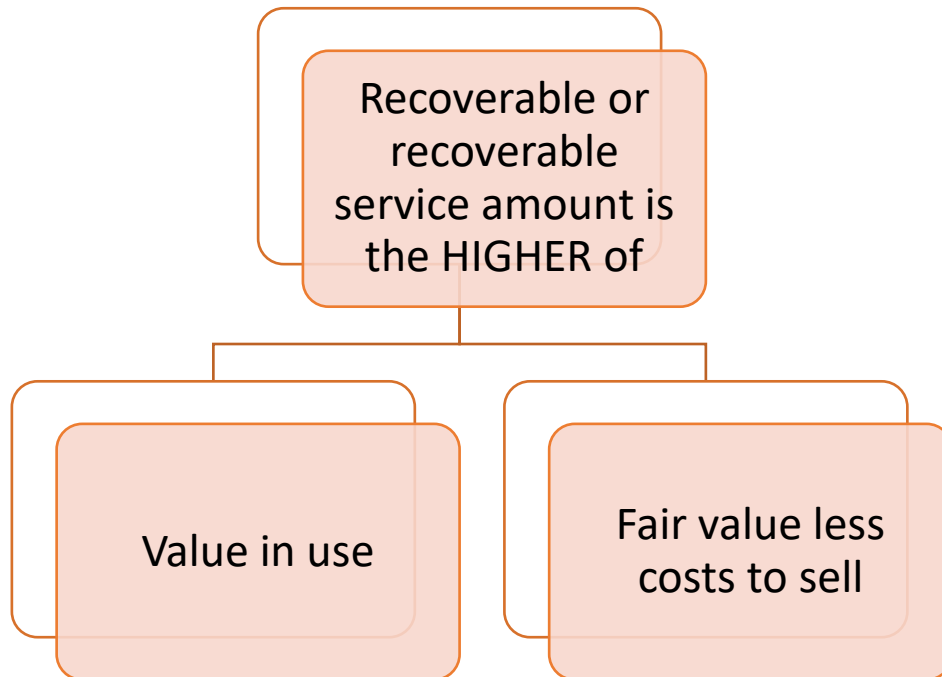 Recoverable or
recoverable
service amount is
the HIGHER of
Value in use
Fair value less
costs to sell